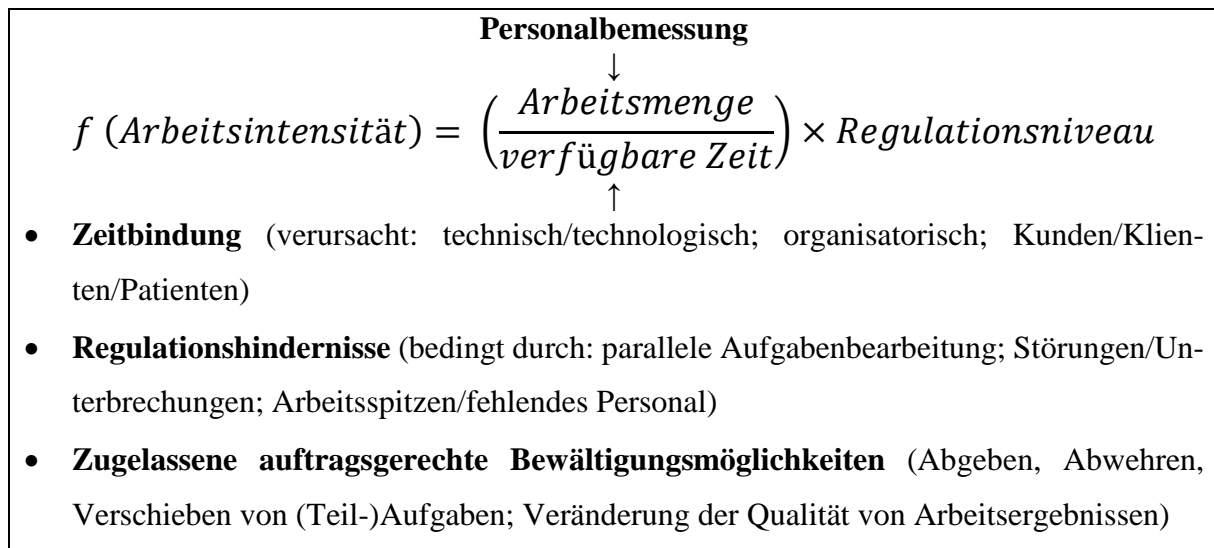 Personalbemessung
↓
f (Arbeitsintensität) = (Arbeitsmenge / verfügbare Zeit) × Regulationsniveau
↑
• Zeitbindung (verursacht: technisch/technologisch; organisatorisch; Kunden/Klien-
ten/Patienten)
• Regulationshindernisse (bedingt durch: parallele Aufgabenbearbeitung; Störungen/Un-
terbrechungen; Arbeitsspitzen/fehlendes Personal)
• Zugelassene auftragsgerechte Bewältigungsmöglichkeiten (Abgeben, Abwehren,
Verschieben von (Teil-)Aufgaben; Veränderung der Qualität von Arbeitsergebnissen)